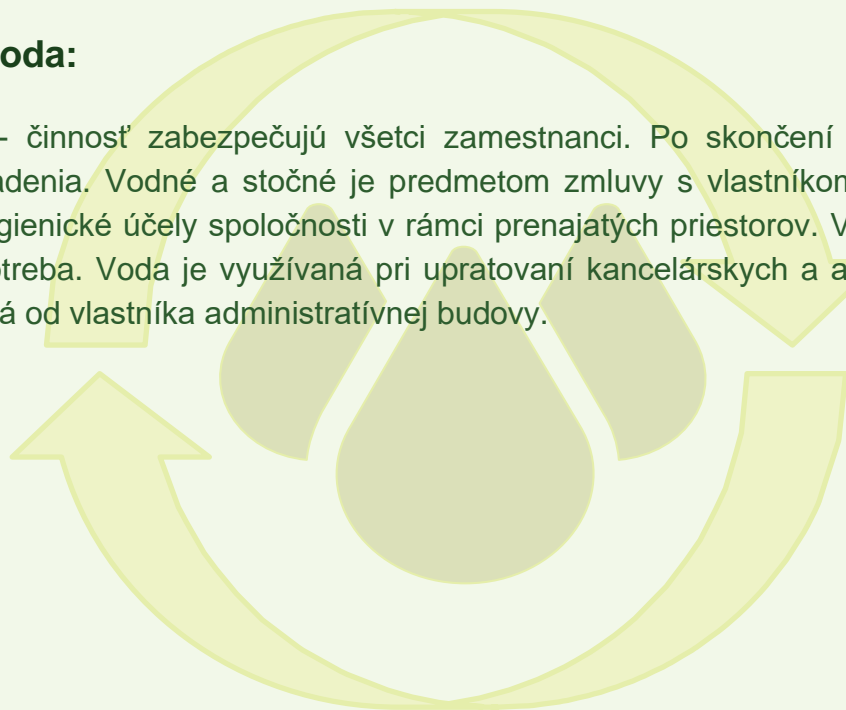 oda:
- činnosť zabezpečujú všetci zamestnanci. Po skončení
adenia. Vodné a stočné je predmetom zmluvy s vlastníkom
gienické účely spoločnosti v rámci prenajatých priestorov. V
otreba. Voda je využívaná pri upratovaní kancelárskych a a
á od vlastníka administratívnej budovy.